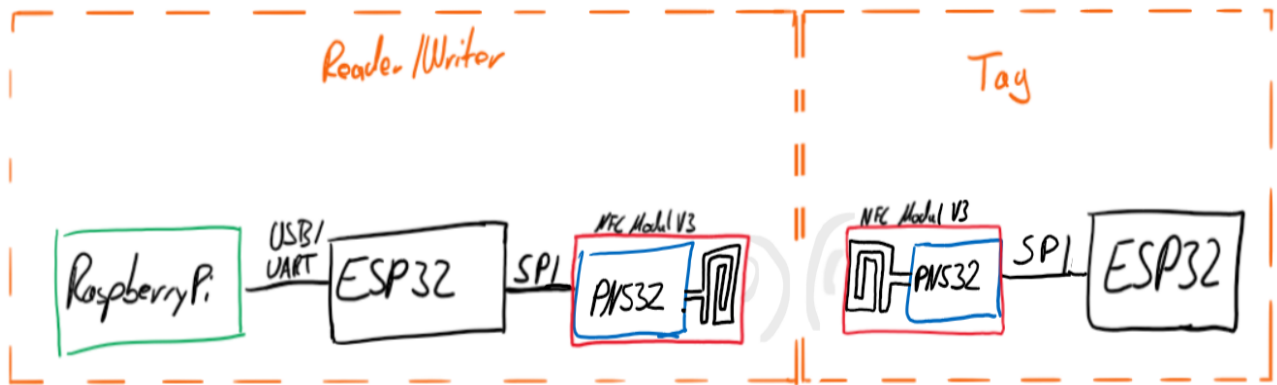 Reader/Writer
Tag
RaspberryPi
USB/
UART
ESP32
SPI
NFC Modul V3
PN532
NFC Modul V3
PN532
SPI
ESP32